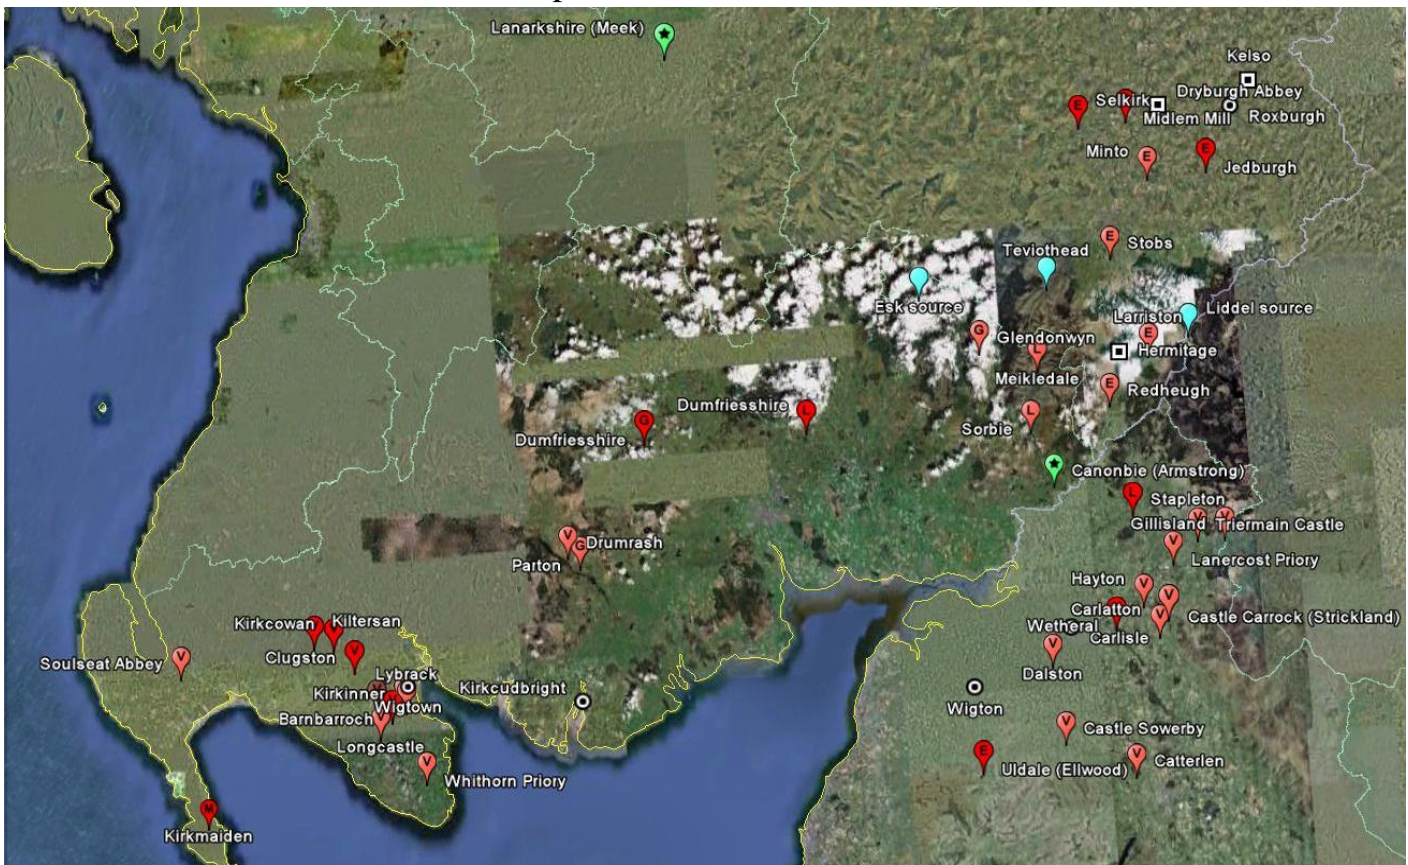 Lanarkshire (Meek)
Kelso
Dryburgh Abbey
Selkirk
Midlem Mill
Roxburgh
Minto
Jedburgh
Stobs
Teviothead
Esk source
Larriston
Liddel source
Glendonwyn
Hermitage
Meikledale
Redheugh
Dumfriesshire
Dumfriesshire
Sorbie
Canonbie (Armstrong)
Stapleton
Gillisland
Triermain Castle
Drumrash
Parton
Lanercost Priory
Hayton
Carlatton
Castle Carrock (Strickland)
Wetheral
Carlisle
Kirkcowan
Kiltersan
Clugston
Soulseat Abbey
Dalston
Lybrack
Kirkinner
Kirkcudbright
Wigtown
Wigton
Barnbarroch
Castle Sowerby
Longcastle
Catterlen
Uldale (Ellwood)
Whithorn Priory
Kirkmaiden
E
E
E
E
E
E
G
L
E
L
G
L
L
V
V
V
G
V
V
V
V
V
V
V
V
V
E
V
V
M